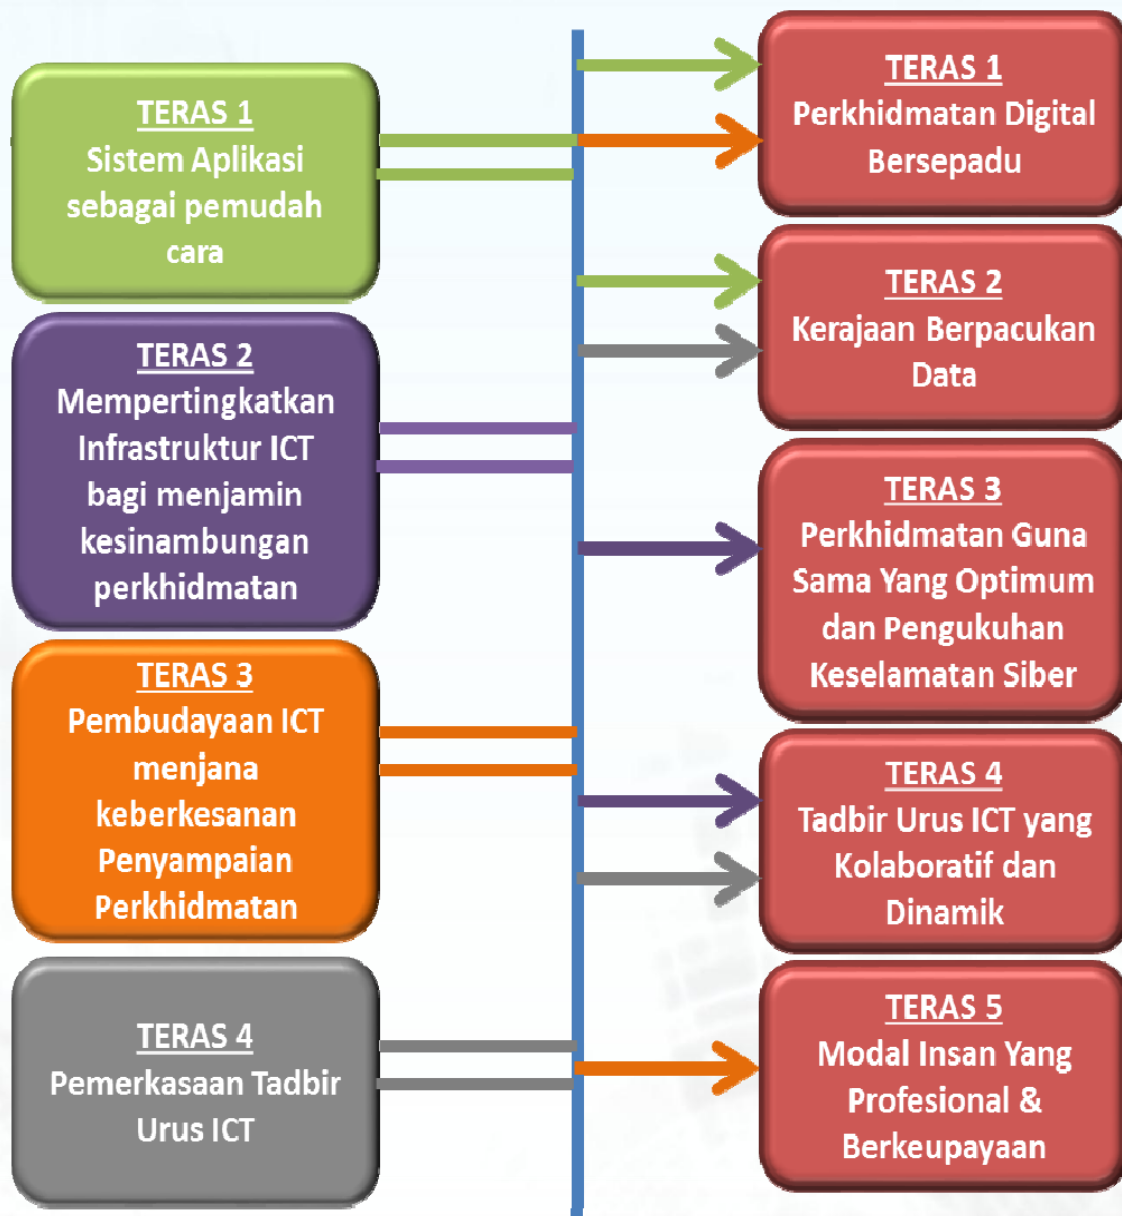 TERAS 1
Sistem Aplikasi
sebagai pemudah
cara
TERAS 2
Mempertingkatkan
Infrastruktur ICT
bagi menjamin
kesinambungan
perkhidmatan
TERAS 3
Pembudayaan ICT
menjana
keberkesanan
Penyampaian
Perkhidmatan
TERAS 4
Pemerkasaan Tadbir
Urus ICT
TERAS 1
Perkhidmatan Digital
Bersepadu
TERAS 2
Kerajaan Berpacukan
Data
TERAS 3
Perkhidmatan Guna
Sama Yang Optimum
dan Pengukuhan
Keselamatan Siber
TERAS 4
Tadbir Urus ICT yang
Kolaboratif dan
Dinamik
TERAS 5
Modal Insan Yang
Profesional &
Berkeupayaan